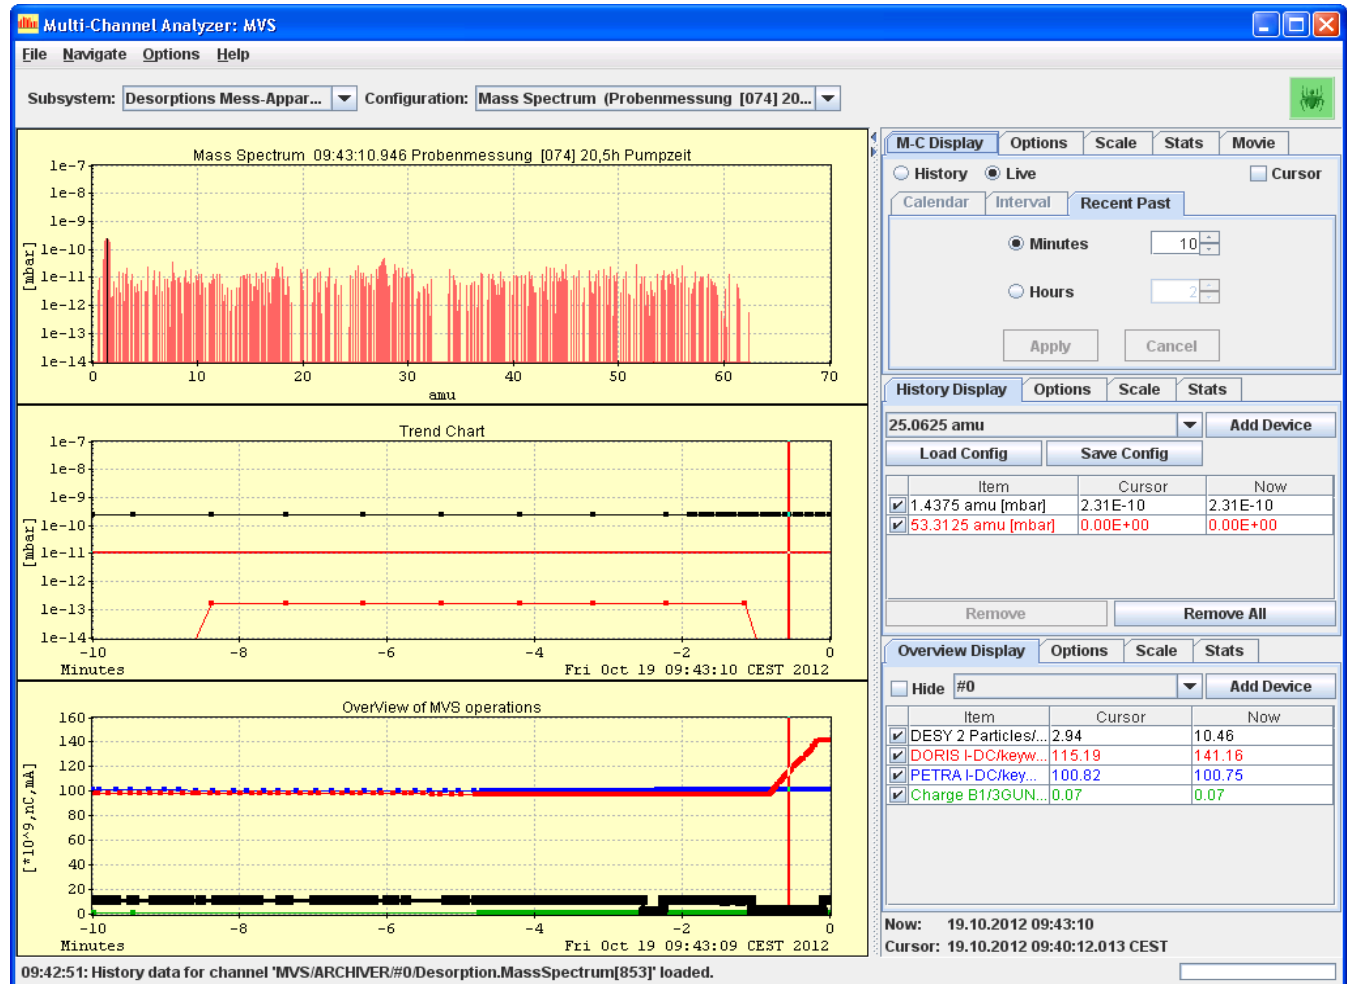 Multi-Channel Analyzer: MVS
File Navigate Options Help
Subsystem: Desorptions Mess-Appar... Configuration: Mass Spectrum (Probenmessung [074] 20...
Mass Spectrum 09:43:10.946 Probenmessung [074] 20,5h Pumpzeit
1e-7
1e-8
1e-9
1e-10
1e-11
1e-12
1e-13
1e-14
[mbar]
0 10 20 30 40 50 60 70
amu
Trend Chart
1e-7
1e-8
1e-9
1e-10
1e-11
1e-12
1e-13
1e-14
[mbar]
-10 -8 -6 -4 -2 0
Minutes Fri Oct 19 09:43:10 CEST 2012
OverView of MVS operations
160
140
120
100
80
60
40
20
0
[*10^9,nC,mA]
-10 -8 -6 -4 -2 0
Minutes Fri Oct 19 09:43:09 CEST 2012
M-C Display Options Scale Stats Movie
History Live Cursor
Calendar Interval Recent Past
Minutes 10
Hours 2
Apply Cancel
History Display Options Scale Stats
25.0625 amu Add Device
Load Config Save Config
Item Cursor Now
1.4375 amu [mbar] 2.31E-10 2.31E-10
53.3125 amu [mbar] 0.00E+00 0.00E+00
Remove Remove All
Overview Display Options Scale Stats
Hide #0 Add Device
Item Cursor Now
DESY 2 Particles/... 2.94 10.46
DORIS I-DC/keyw... 115.19 141.16
PETRA I-DC/key... 100.82 100.75
Charge B1/3GUN... 0.07 0.07
Now: 19.10.2012 09:43:10
Cursor: 19.10.2012 09:40:12.013 CEST
09:42:51: History data for channel 'MVS/ARCHIVER/#0/Desorption.MassSpectrum[853]' loaded.